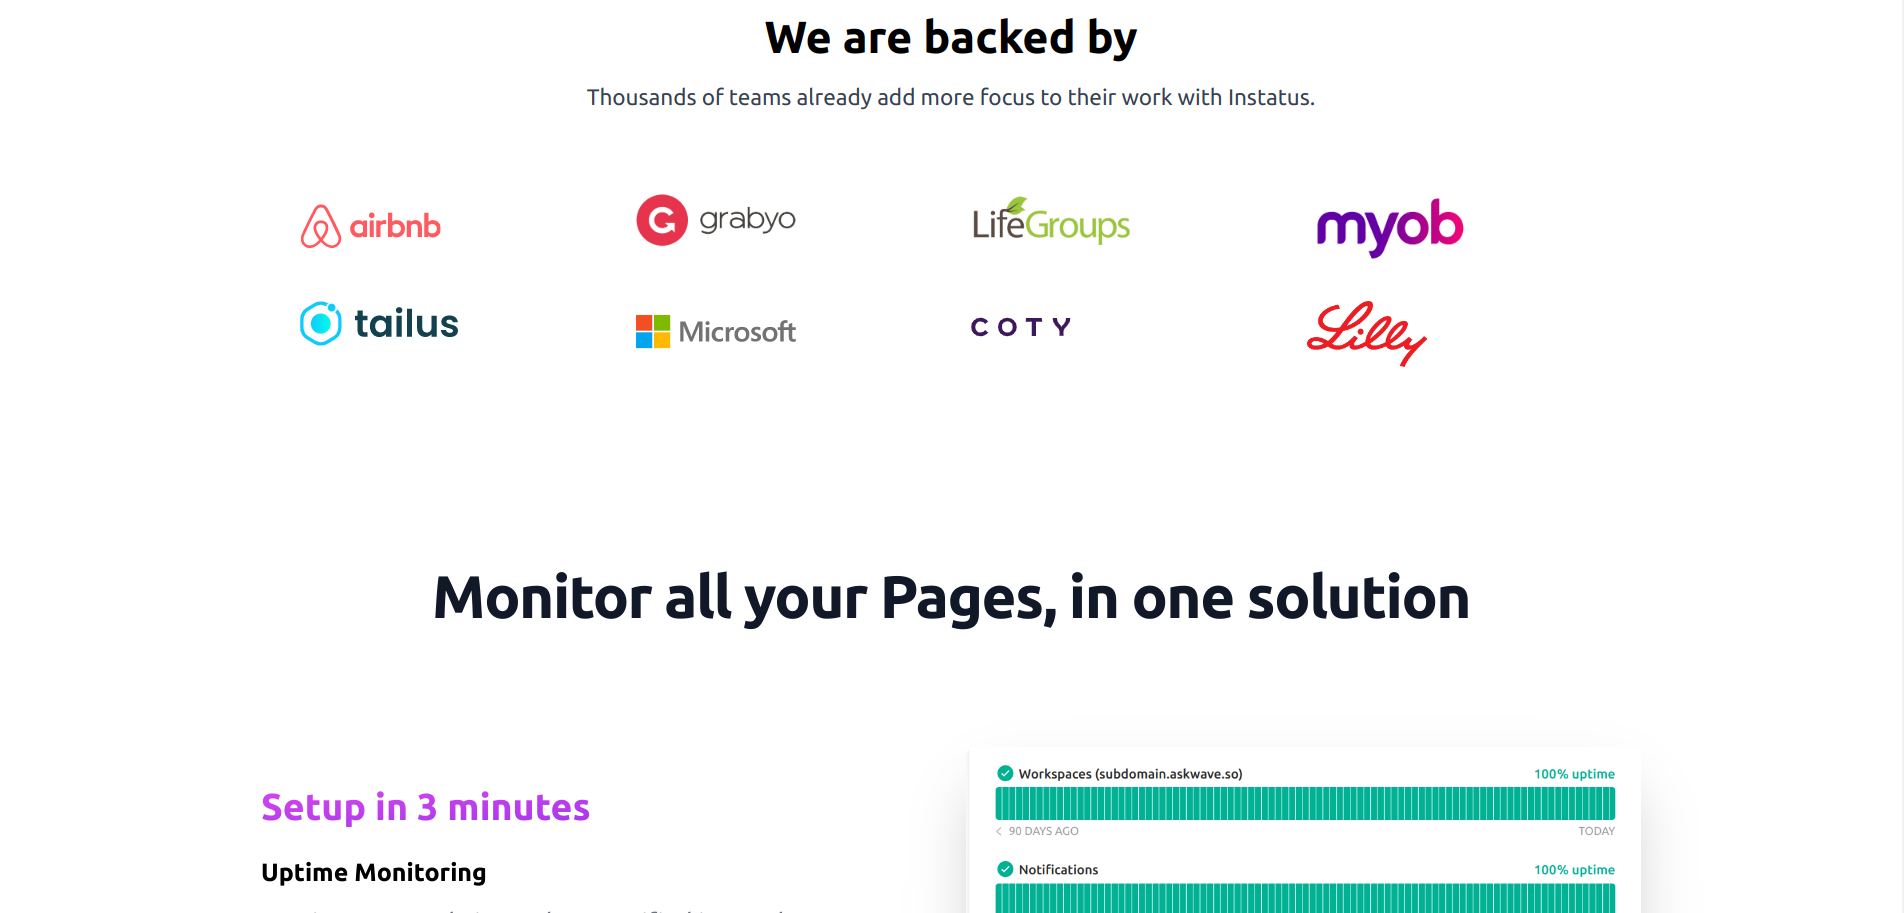 We are backed by
Thousands of teams already add more focus to their work with Instatus.
airbnb
grabyo
LifeGroups
myob
tailus
Microsoft
COTY
Lilly
Monitor all your Pages, in one solution
Setup in 3 minutes
Uptime Monitoring
Workspaces (subdomain.askwave.so)
100% uptime
< 90 DAYS AGO
TODAY
Notifications
100% uptime